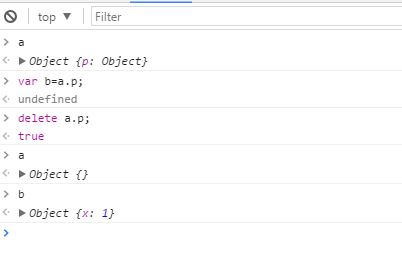 top ▼ Filter
> a
<· ▶ Object {p: Object}
> var b=a.p;
<· undefined
> delete a.p;
<· true
> a
<· ▶ Object {}
> b
<· ▶ Object {x: 1}
>